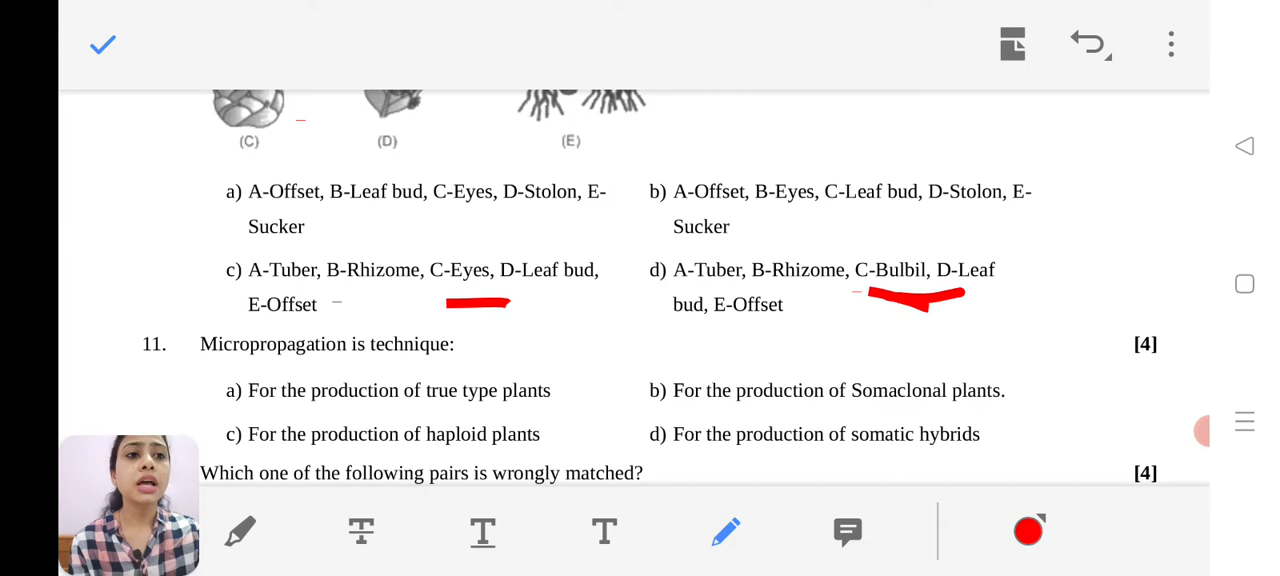 (C) (D) (E)
a) A-Offset, B-Leaf bud, C-Eyes, D-Stolon, E-
Sucker
b) A-Offset, B-Eyes, C-Leaf bud, D-Stolon, E-
Sucker
c) A-Tuber, B-Rhizome, C-Eyes, D-Leaf bud,
E-Offset
d) A-Tuber, B-Rhizome, C-Bulbil, D-Leaf
bud, E-Offset
11. Micropropagation is technique: [4]
a) For the production of true type plants
b) For the production of Somaclonal plants.
c) For the production of haploid plants
d) For the production of somatic hybrids
Which one of the following pairs is wrongly matched? [4]
T T T